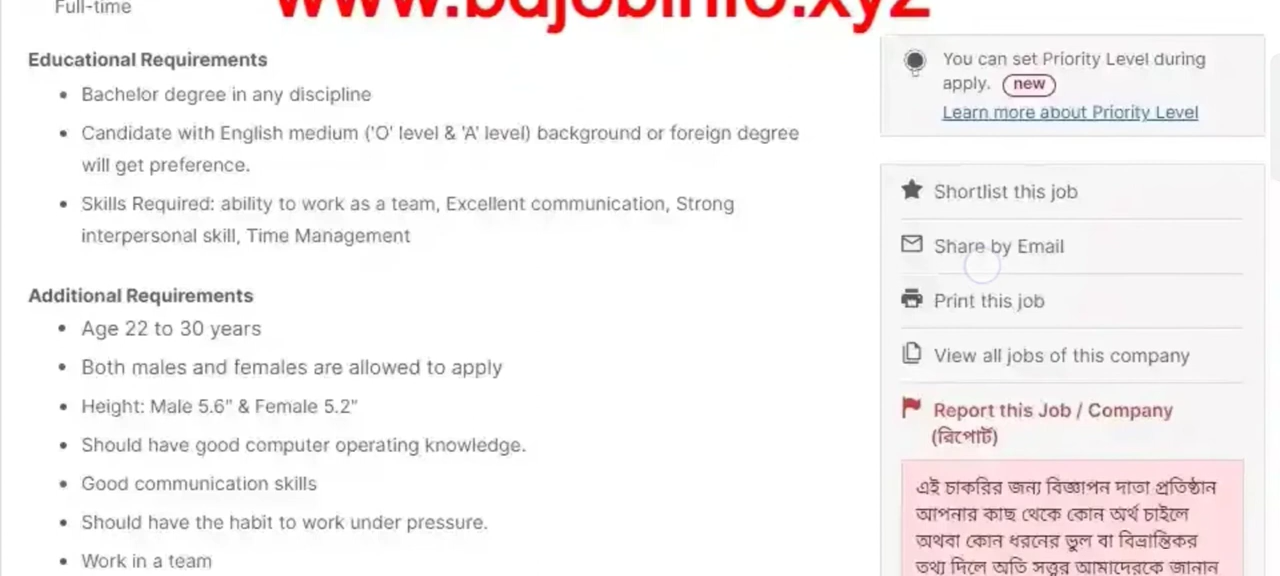 Full-time
www.bdjobinfo.xyz
Educational Requirements
Bachelor degree in any discipline
Candidate with English medium ('O' level & 'A' level) background or foreign degree
will get preference.
Skills Required: ability to work as a team, Excellent communication, Strong
interpersonal skill, Time Management
Additional Requirements
Age 22 to 30 years
Both males and females are allowed to apply
Height: Male 5.6" & Female 5.2"
Should have good computer operating knowledge.
Good communication skills
Should have the habit to work under pressure.
Work in a team
You can set Priority Level during
apply. new
Learn more about Priority Level
Shortlist this job
Share by Email
Print this job
View all jobs of this company
Report this Job / Company
(রিপোর্ট)
এই চাকরির জন্য বিজ্ঞাপন দাতা প্রতিষ্ঠান
আপনার কাছ থেকে কোন অর্থ চাইলে
অথবা কোন ধরনের ভুল বা বিভ্রান্তিকর
তথ্য দিলে অতি সত্ত্বর আমাদেরকে জানান